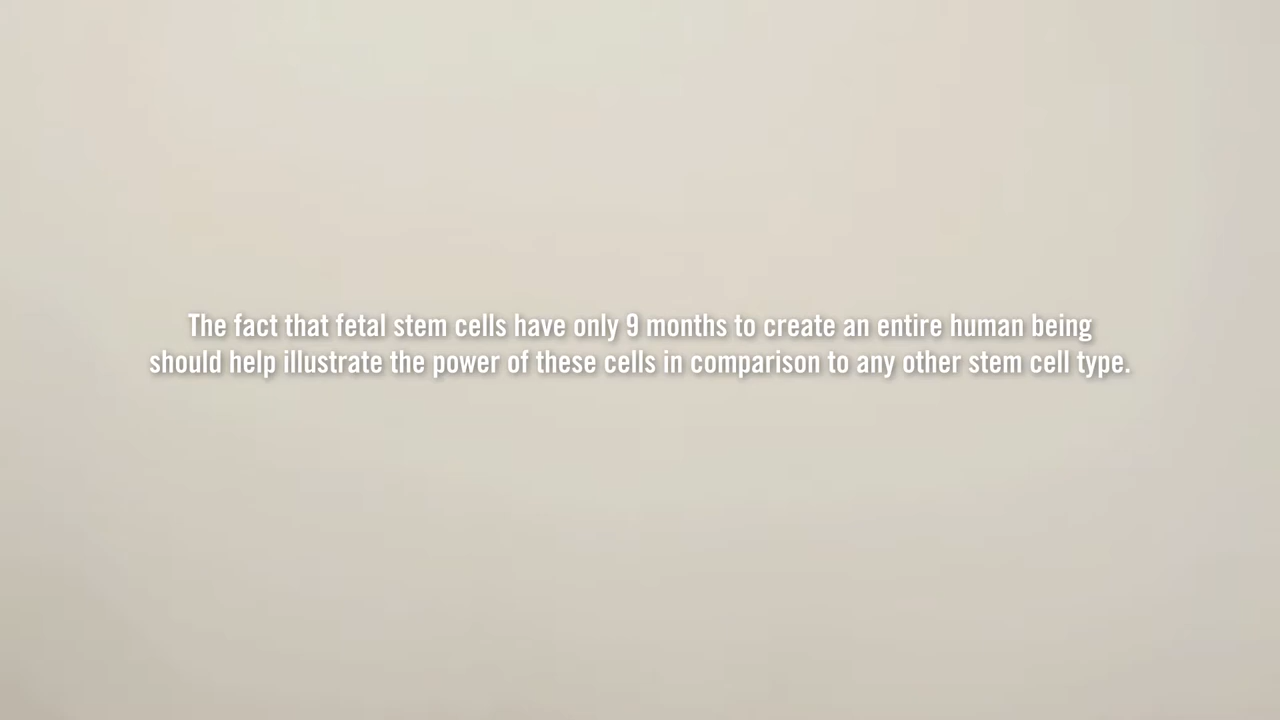 The fact that fetal stem cells have only 9 months to create an entire human being
should help illustrate the power of these cells in comparison to any other stem cell type.